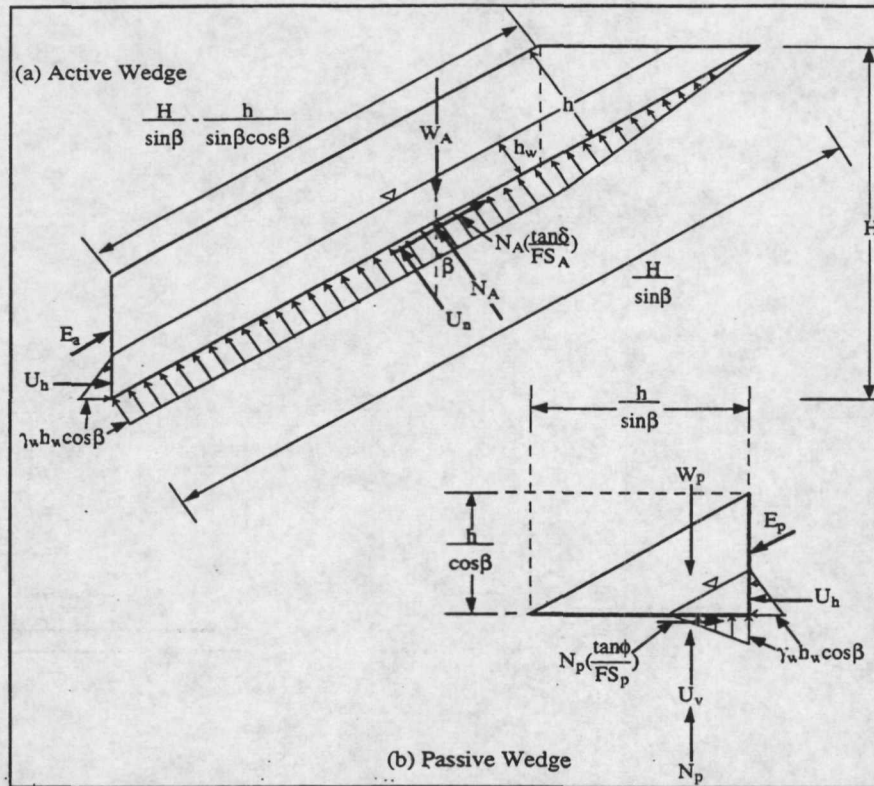 (a) Active Wedge
H/sinβ - h/sinβcosβ
W_A
h
h_w
H
N_A(tanδ/FS_A)
β
N_A
U_n
H/sinβ
E_a
U_h
γ_w h_w cosβ
h/sinβ
W_p
E_p
h/cosβ
U_h
N_p(tanφ/FS_p)
γ_w h_w cosβ
U_v
(b) Passive Wedge
N_p